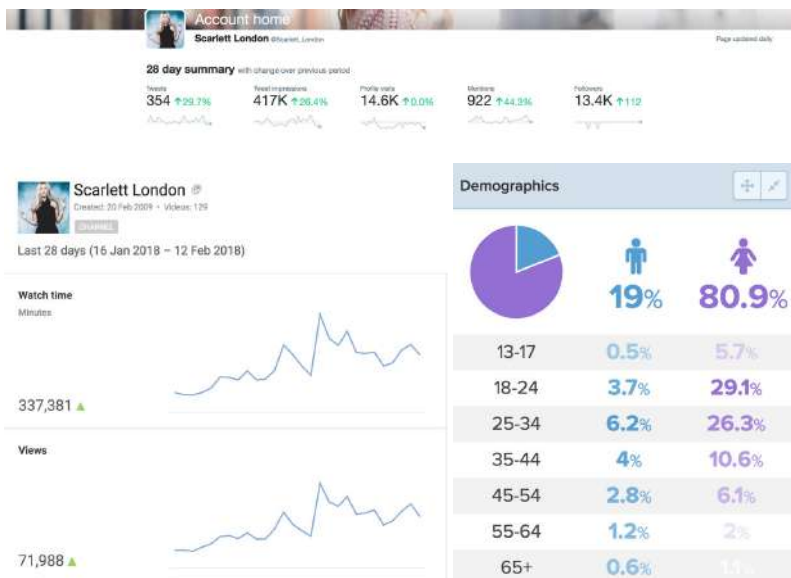 Account home
Scarlett London @Scarlett_London
Page updated daily
28 day summary with change over previous period
Tweets
354 ↑29.7%
Tweet impressions
417K ↑26.4%
Profile visits
14.6K ↑0.0%
Mentions
922 ↑44.3%
Followers
13.4K ↑112
Scarlett London
Created: 20 Feb 2009 • Videos: 129
CHANNEL
Last 28 days (16 Jan 2018 – 12 Feb 2018)
Watch time
Minutes
337,381
Views
71,988
Demographics
19% 80.9%
13-17 0.5% 5.7%
18-24 3.7% 29.1%
25-34 6.2% 26.3%
35-44 4% 10.6%
45-54 2.8% 6.1%
55-64 1.2% 2%
65+ 0.6% 1.1%